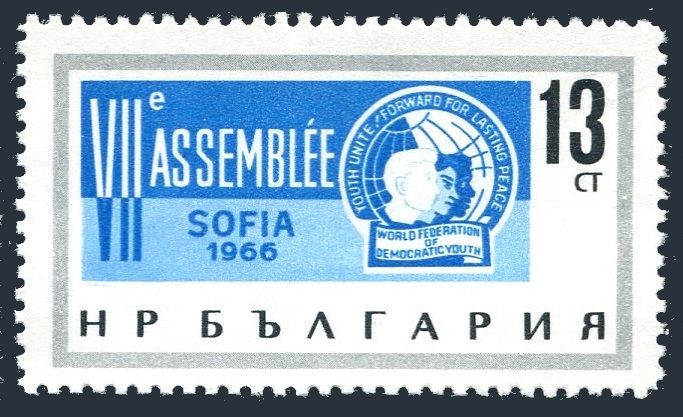 VIIe ASSEMBLÉE
SOFIA
1966
YOUTH UNITE! FORWARD FOR LASTING PEACE
WORLD FEDERATION
OF
DEMOCRATIC YOUTH
13
СТ
НР БЪЛГАРИЯ